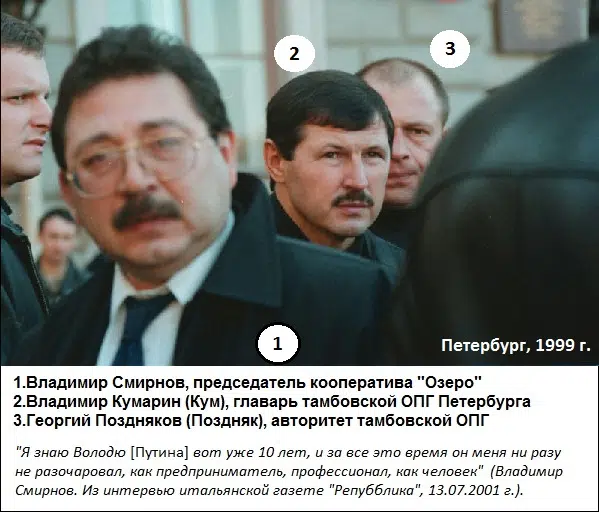 2
3
1
Петербург, 1999 г.
1.Владимир Смирнов, председатель кооператива "Озеро"
2.Владимир Кумарин (Кум), главарь тамбовской ОПГ Петербурга
3.Георгий Поздняков (Поздняк), авторитет тамбовской ОПГ
"Я знаю Володю [Путина] вот уже 10 лет, и за все это время он меня ни разу
не разочаровал, как предприниматель, профессионал, как человек" (Владимир
Смирнов. Из интервью итальянской газете "Репубблика", 13.07.2001 г.).